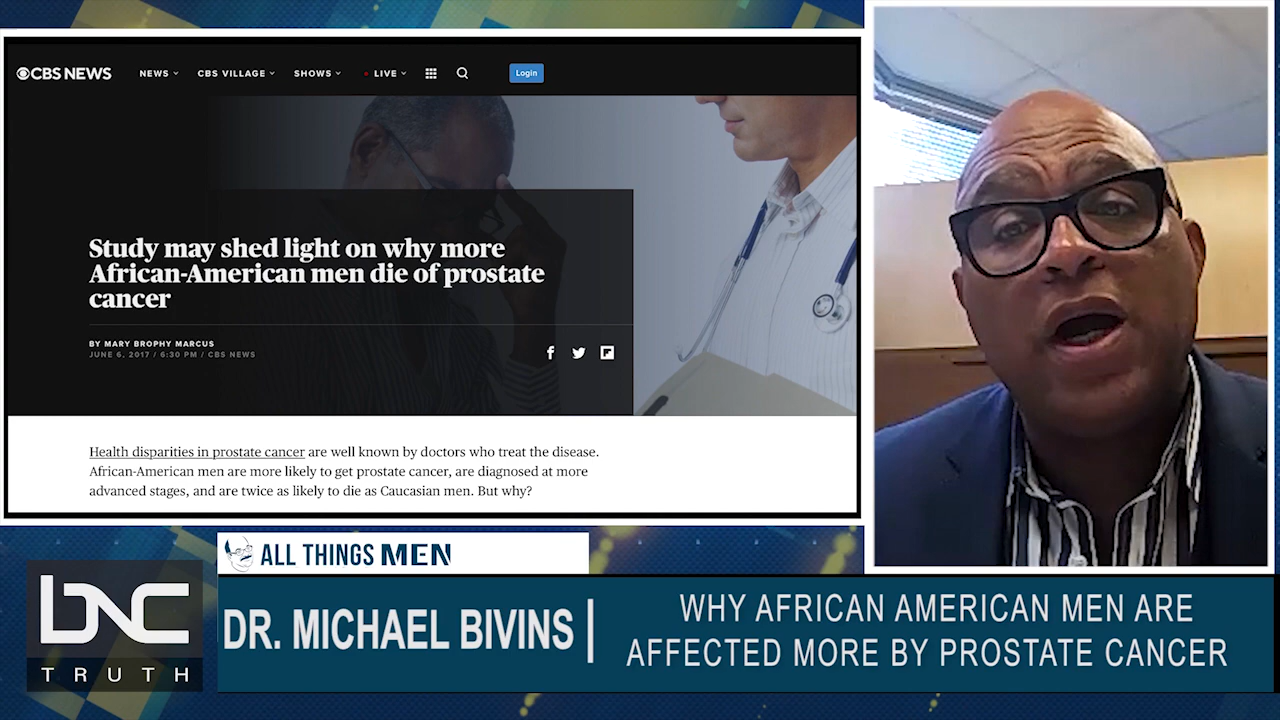 CBS NEWS
NEWS
CBS VILLAGE
SHOWS
LIVE
Login
Study may shed light on why more
African-American men die of prostate
cancer
BY MARY BROPHY MARCUS
JUNE 6, 2017 / 6:30 PM / CBS NEWS
Health disparities in prostate cancer are well known by doctors who treat the disease.
African-American men are more likely to get prostate cancer, are diagnosed at more
advanced stages, and are twice as likely to die as Caucasian men. But why?
ALL THINGS MEN
bnc
TRUTH
DR. MICHAEL BIVINS
WHY AFRICAN AMERICAN MEN ARE
AFFECTED MORE BY PROSTATE CANCER